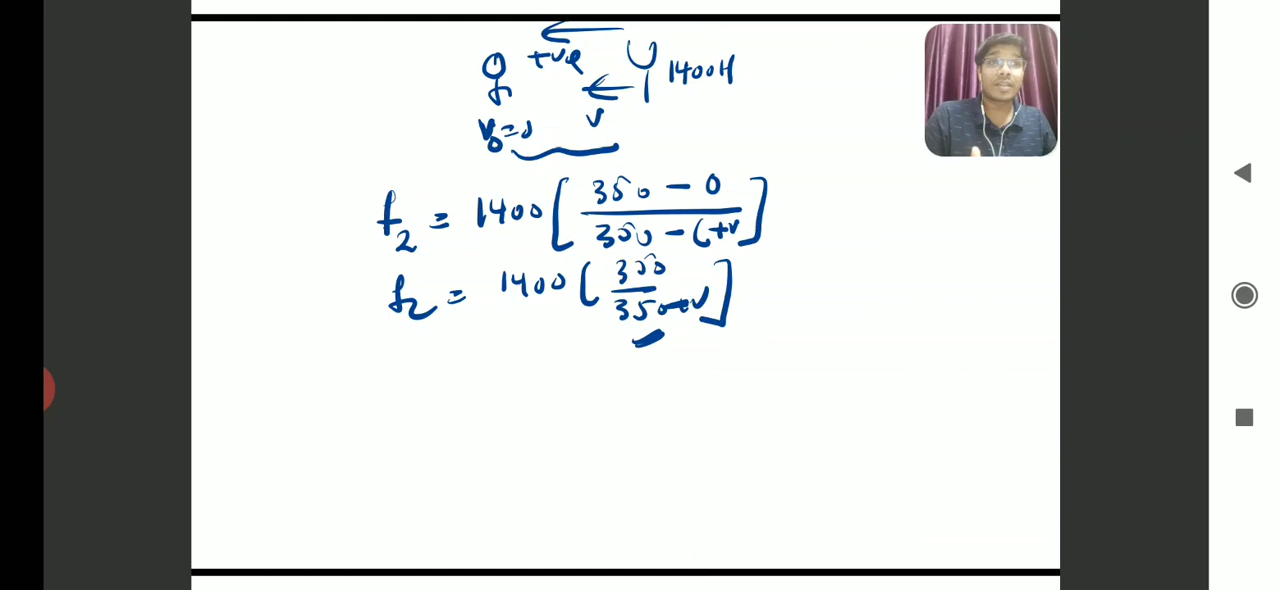 +ve
1400H
v
v₀=0
f₂ = 1400 [ 350 - 0 / 350 - (+v ]
f₂ = 1400 ( 350 / 350-v ]